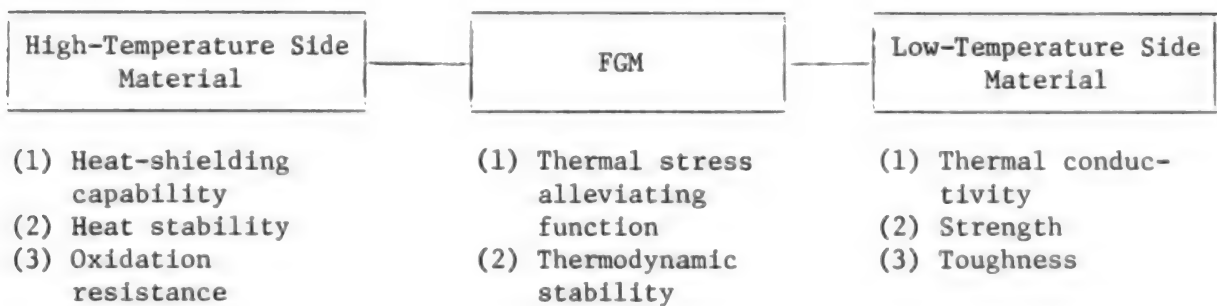 High-Temperature Side
Material
FGM
Low-Temperature Side
Material
(1) Heat-shielding
capability
(2) Heat stability
(3) Oxidation
resistance
(1) Thermal stress
alleviating
function
(2) Thermodynamic
stability
(1) Thermal conduc-
tivity
(2) Strength
(3) Toughness